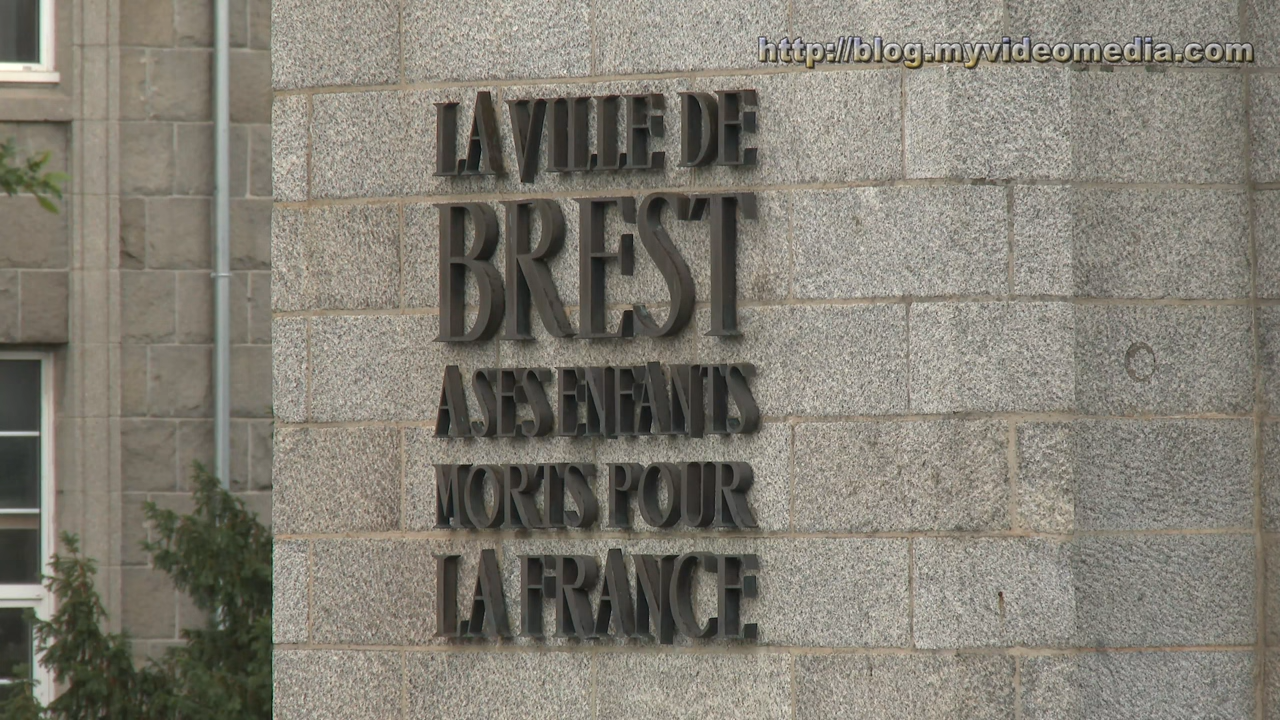 http://blog.myvideomedia.com
LA VILLE DE
BREST
A SES ENFANTS
MORTS POUR
LA FRANCE